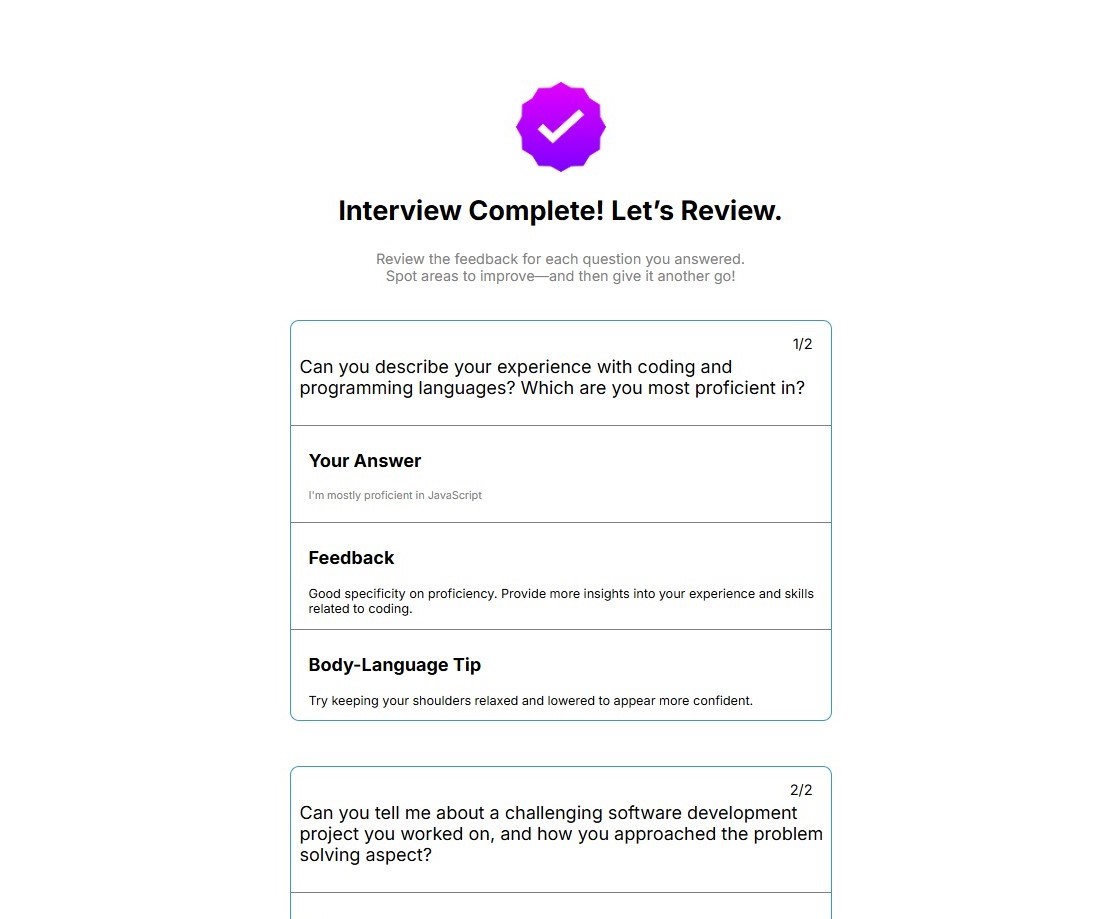 Interview Complete! Let’s Review.
Review the feedback for each question you answered.
Spot areas to improve—and then give it another go!
1/2
Can you describe your experience with coding and
programming languages? Which are you most proficient in?
Your Answer
I'm mostly proficient in JavaScript
Feedback
Good specificity on proficiency. Provide more insights into your experience and skills
related to coding.
Body-Language Tip
Try keeping your shoulders relaxed and lowered to appear more confident.
2/2
Can you tell me about a challenging software development
project you worked on, and how you approached the problem
solving aspect?